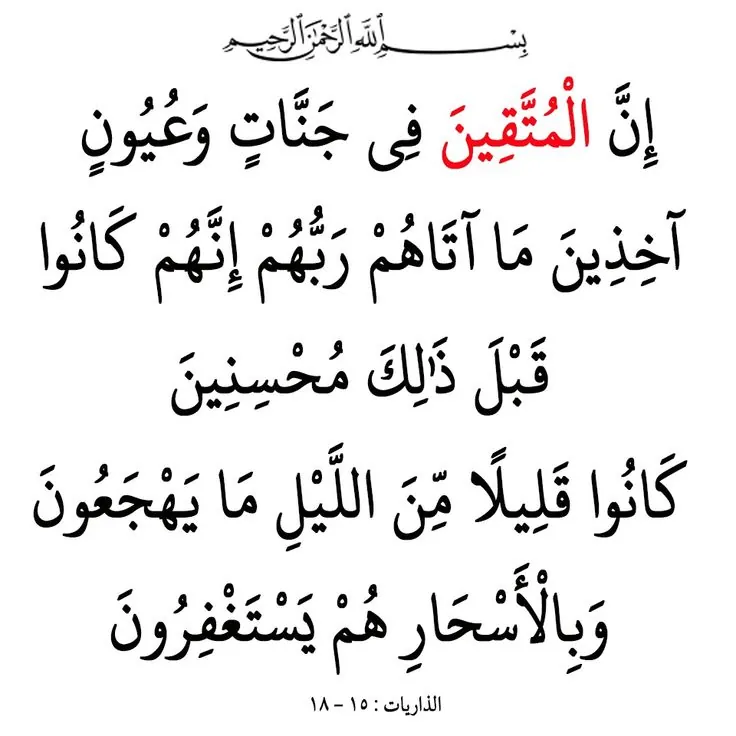 بِسْمِ اللَّهِ الرَّحْمَٰنِ الرَّحِيمِ
إِنَّ الْمُتَّقِينَ فِى جَنَّاتٍ وَعُيُونٍ
آخِذِينَ مَا آتَاهُمْ رَبُّهُمْ إِنَّهُمْ كَانُوا
قَبْلَ ذَٰلِكَ مُحْسِنِينَ
كَانُوا قَلِيلًا مِّنَ اللَّيْلِ مَا يَهْجَعُونَ
وَبِالْأَسْحَارِ هُمْ يَسْتَغْفِرُونَ
الذاريات : ١٥ - ١٨